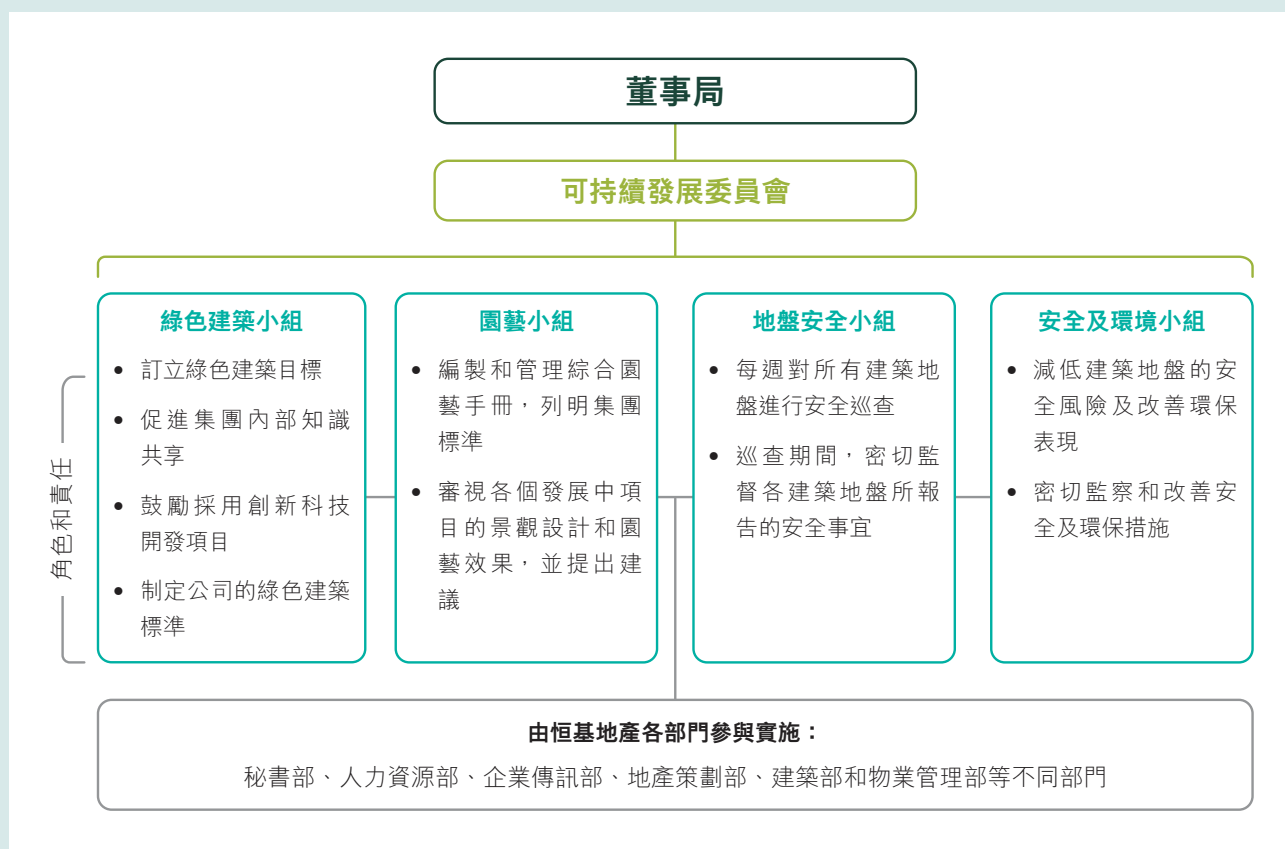 董事局
可持續發展委員會
角色和責任
綠色建築小組
• 訂立綠色建築目標
• 促進集團內部知識
共享
• 鼓勵採用創新科技
開發項目
• 制定公司的綠色建築
標準
園藝小組
• 編製和管理綜合園
藝手冊，列明集團
標準
• 審視各個發展中項
目的景觀設計和園
藝效果，並提出建
議
地盤安全小組
• 每週對所有建築地
盤進行安全巡查
• 巡查期間，密切監
督各建築地盤所報
告的安全事宜
安全及環境小組
• 減低建築地盤的安
全風險及改善環保
表現
• 密切監察和改善安
全及環保措施
由恒基地產各部門參與實施：
秘書部、人力資源部、企業傳訊部、地產策劃部、建築部和物業管理部等不同部門